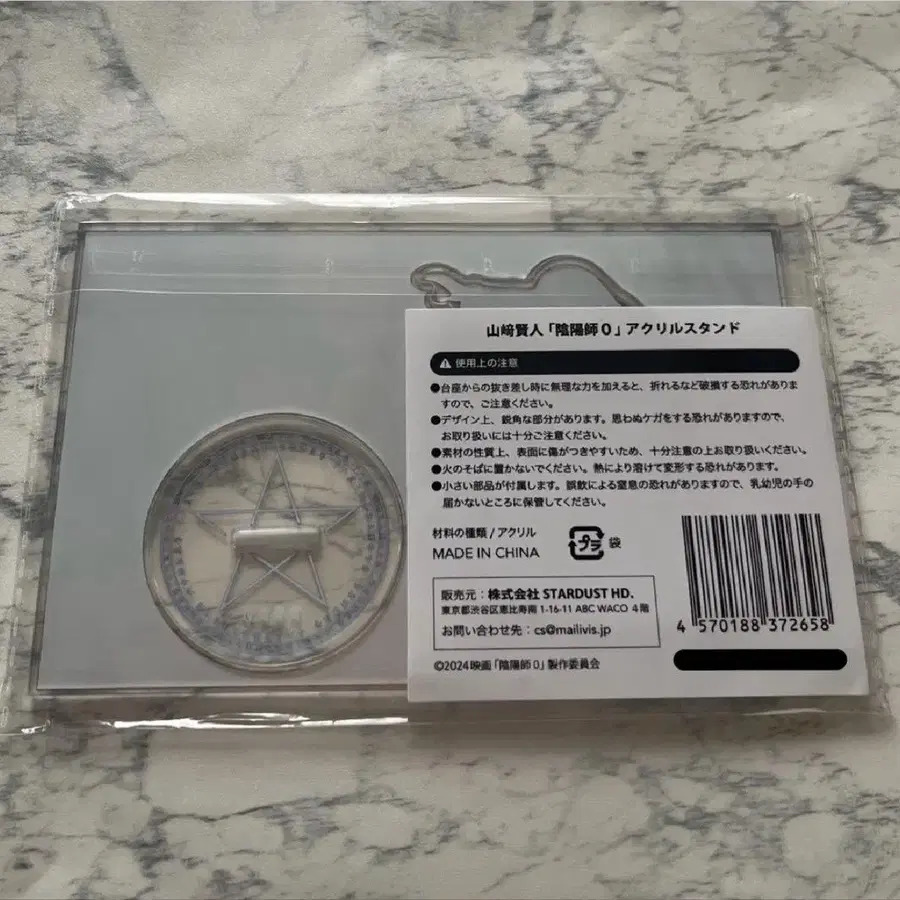 山﨑賢人「陰陽師0」アクリルスタンド
使用上の注意
●台座からの抜き差し時に無理な力を加えると、折れるなど破損する恐れがありま
すので、ご注意ください。
●デザイン上、鋭角な部分があります。思わぬケガをする恐れがありますので、
お取り扱いには十分ご注意ください。
●素材の性質上、表面に傷がつきやすいため、十分注意の上お取り扱いください。
●火のそばに置かないでください。熱により溶けて変形する恐れがあります。
●小さい部品が付属します。誤飲による窒息の恐れがありますので、乳幼児の手の
届かないところに保管してください。
材料の種類/アクリル
MADE IN CHINA
プラ 袋
販売元:株式会社 STARDUST HD.
東京都渋谷区恵比寿南 1-16-11 ABC WACO 4階
お問い合わせ先:cs@mailivis.jp
4 570188 372658
©2024映画「陰陽師0」製作委員会